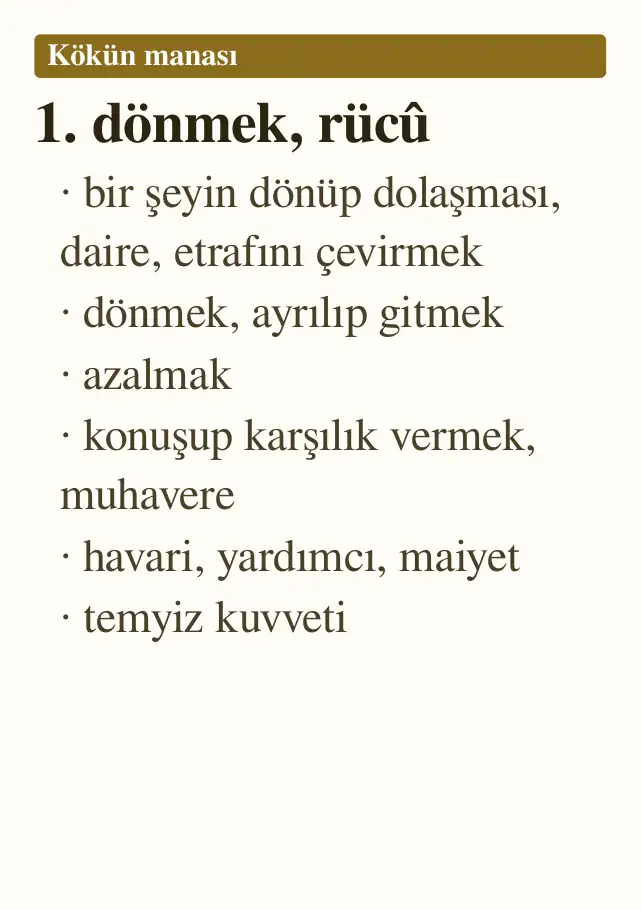 Kökün manası
1. dönmek, rücû
· bir şeyin dönüp dolaşması,
daire, etrafını çevirmek
· dönmek, ayrılıp gitmek
· azalmak
· konuşup karşılık vermek,
muhavere
· havari, yardımcı, maiyet
· temyiz kuvveti